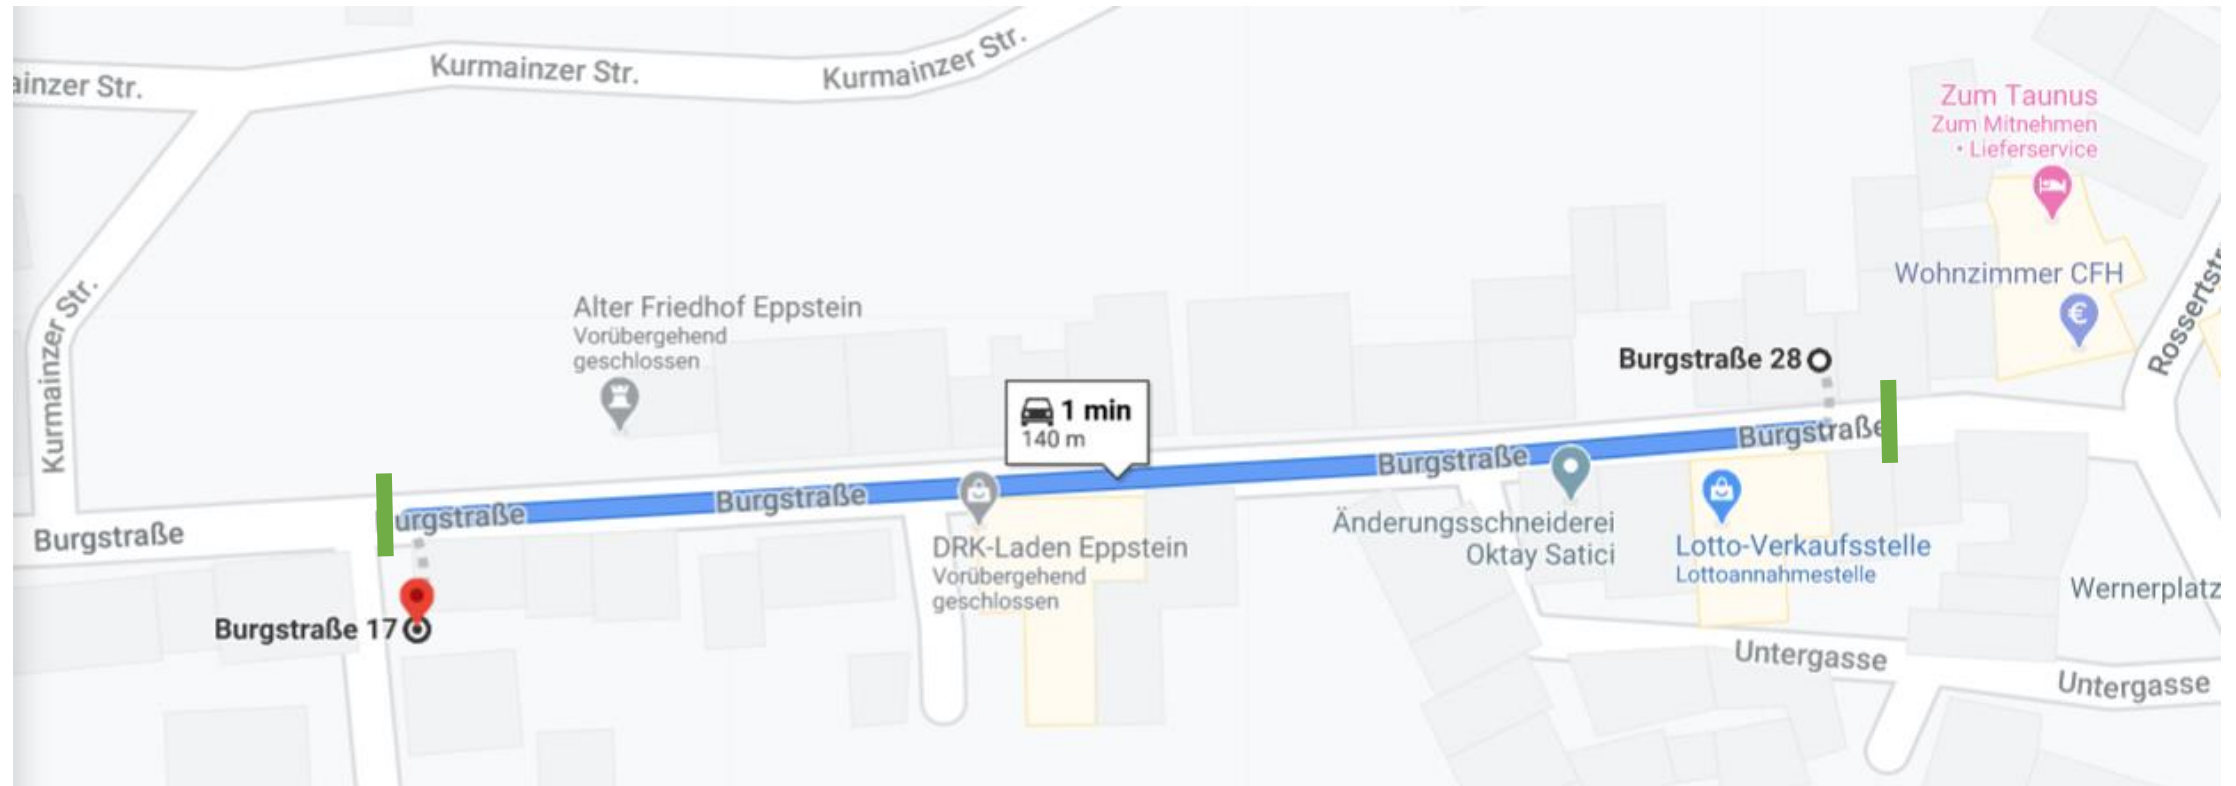 ainzer Str.
Kurmainzer Str.
Kurmainzer Str.
Zum Taunus
Zum Mitnehmen
• Lieferservice
Wohnzimmer CFH
Kurmainzer Str.
Alter Friedhof Eppstein
Vorübergehend
geschlossen
Burgstraße 28
Rossertstr
1 min
140 m
Burgstraße
Burgstraße
Burgstraße
urgstraße
Burgstraße
Änderungsschneiderei
Oktay Satici
DRK-Laden Eppstein
Vorübergehend
geschlossen
Lotto-Verkaufsstelle
Lottoannahmestelle
Wernerplatz
Burgstraße 17
Untergasse
Untergasse